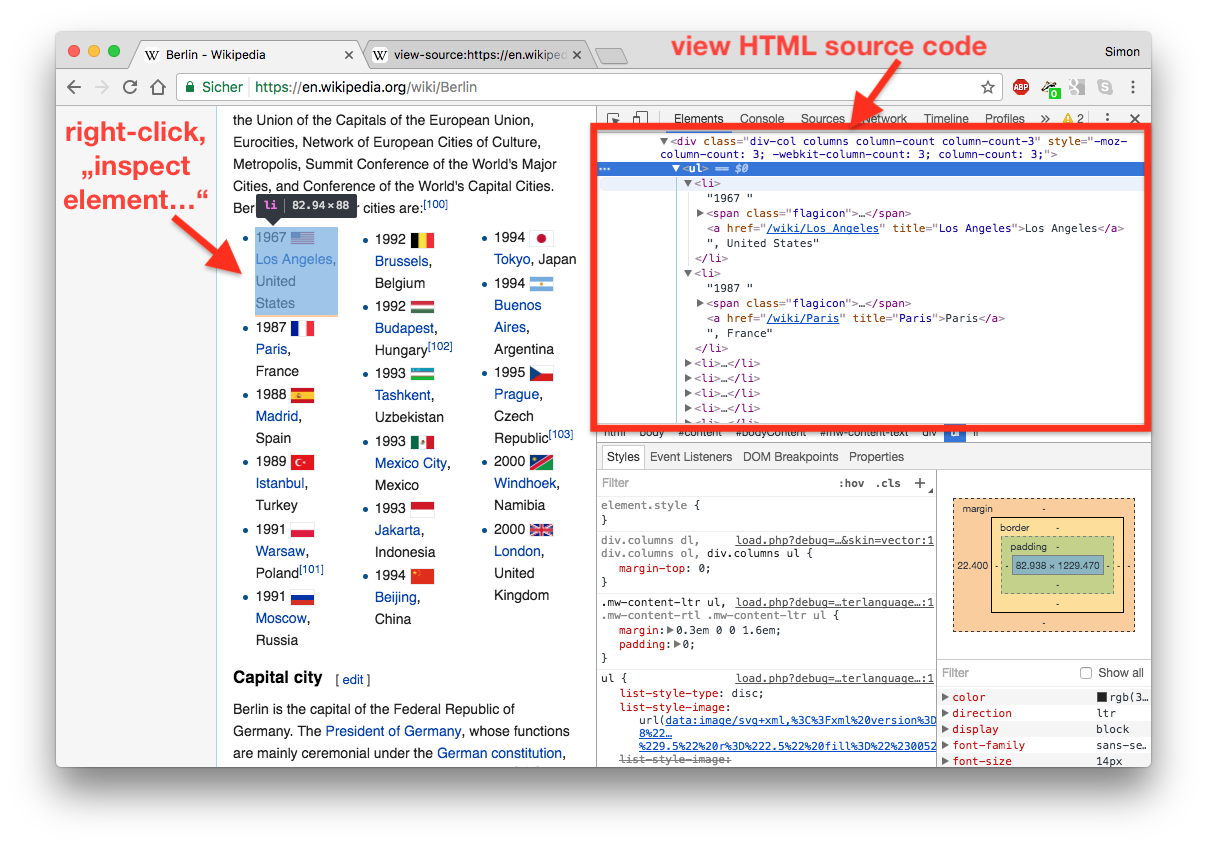 view HTML source code
Berlin - Wikipedia
view-source:https://en.wikiped
Simon
Sicher
https://en.wikipedia.org/wiki/Berlin
ABP
0
right-click,
„inspect
element…“
the Union of the Capitals of the European Union,
Eurocities, Network of European Cities of Culture,
Metropolis, Summit Conference of the World's Major
Cities, and Conference of the World's Capital Cities.
cities are:[100]
li | 82.94 × 88
1967
Los Angeles,
United
States
1987
Paris,
France
1988
Madrid,
Spain
1989
Istanbul,
Turkey
1991
Warsaw,
Poland[101]
1991
Moscow,
Russia
1992
Brussels,
Belgium
1992
Budapest,
Hungary[102]
1993
Tashkent,
Uzbekistan
1993
Mexico City,
Mexico
1993
Jakarta,
Indonesia
1994
Beijing,
China
1994
Tokyo, Japan
1994
Buenos
Aires,
Argentina
1995
Prague,
Czech
Republic[103]
2000
Windhoek,
Namibia
2000
London,
United
Kingdom
Capital city [ edit ]
Berlin is the capital of the Federal Republic of
Germany. The President of Germany, whose functions
are mainly ceremonial under the German constitution,
Elements Console Sources Network Timeline Profiles » 2
<div class="div-col columns column-count column-count-3" style="-moz-
column-count: 3; -webkit-column-count: 3; column-count: 3;">
<ul> == $0
<li>
"1967 "
<span class="flagicon">…</span>
<a href="/wiki/Los_Angeles" title="Los Angeles">Los Angeles</a>
", United States"
</li>
<li>
"1987 "
<span class="flagicon">…</span>
<a href="/wiki/Paris" title="Paris">Paris</a>
", France"
</li>
<li>…</li>
<li>…</li>
<li>…</li>
<li>…</li>
<li>…</li>
html body #content #bodyContent #mw-content-text div ul li
Styles Event Listeners DOM Breakpoints Properties
Filter :hov .cls +
element.style {
}
div.columns dl, load.php?debug=…&skin=vector:1
div.columns ol, div.columns ul {
margin-top: 0;
}
.mw-content-ltr ul, load.php?debug=…terlanguage…:1
.mw-content-rtl .mw-content-ltr ul {
margin: 0.3em 0 0 1.6em;
padding: 0;
}
ul { load.php?debug=…terlanguage…:1
list-style-type: disc;
list-style-image:
url(data:image/svg+xml,%3C%3Fxml%20version%3D
8%22…
%229.5%22%20r%3D%222.5%22%20fill%3D%22%230052
list-style-image:
margin -
border -
padding -
22.400 - - 82.938 × 1229.470 - - -
-
-
-
Filter Show all
color rgb(3…
direction ltr
display block
font-family sans-se…
font-size 14px